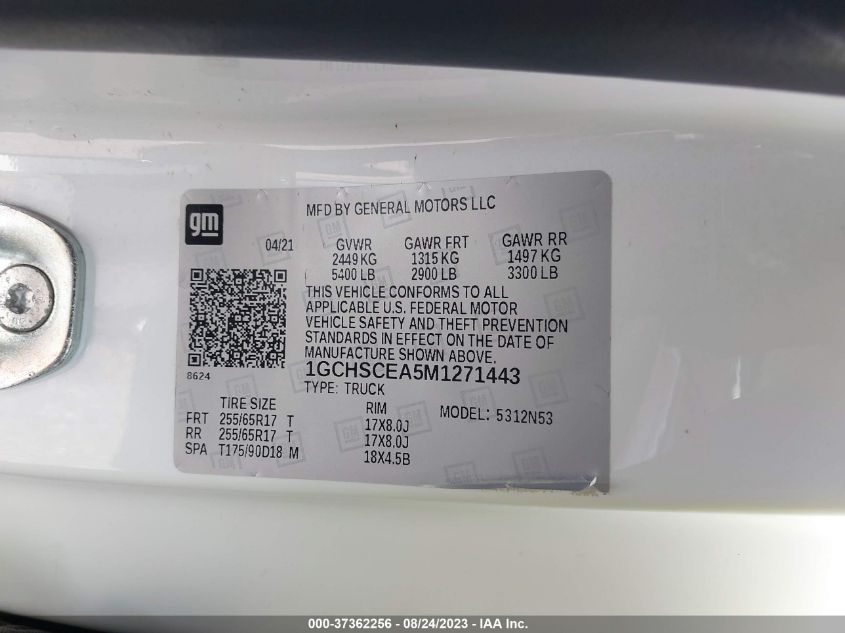 gm
MFD BY GENERAL MOTORS LLC
04/21 GVWR GAWR FRT GAWR RR
2449 KG 1315 KG 1497 KG
5400 LB 2900 LB 3300 LB
THIS VEHICLE CONFORMS TO ALL
APPLICABLE U.S. FEDERAL MOTOR
VEHICLE SAFETY AND THEFT PREVENTION
STANDARDS IN EFFECT ON THE DATE OF
MANUFACTURE SHOWN ABOVE.
8624
1GCHSCEA5M1271443
TYPE: TRUCK
TIRE SIZE RIM MODEL: 5312N53
FRT 255/65R17 T 17X8.0J
RR 255/65R17 T 17X8.0J
SPA T175/90D18 M 18X4.5B
000-37362256 - 08/24/2023 - IAA Inc.